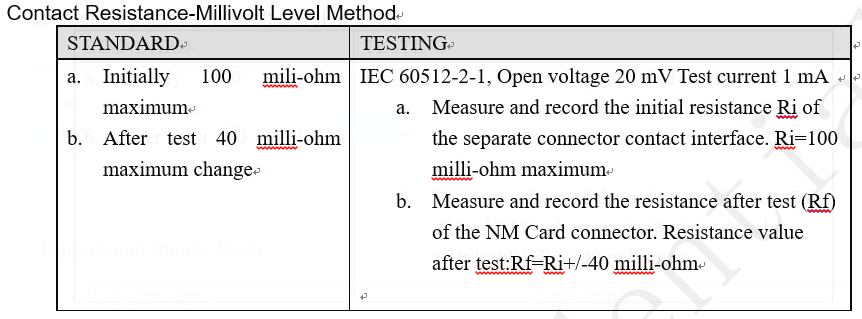 Contact Resistance-Millivolt Level Method
STANDARD
TESTING
a. Initially 100 mili-ohm
maximum
b. After test 40 milli-ohm
maximum change
IEC 60512-2-1, Open voltage 20 mV Test current 1 mA
a. Measure and record the initial resistance Ri of
the separate connector contact interface. Ri=100
milli-ohm maximum
b. Measure and record the resistance after test (Rf)
of the NM Card connector. Resistance value
after test:Rf=Ri+/-40 milli-ohm